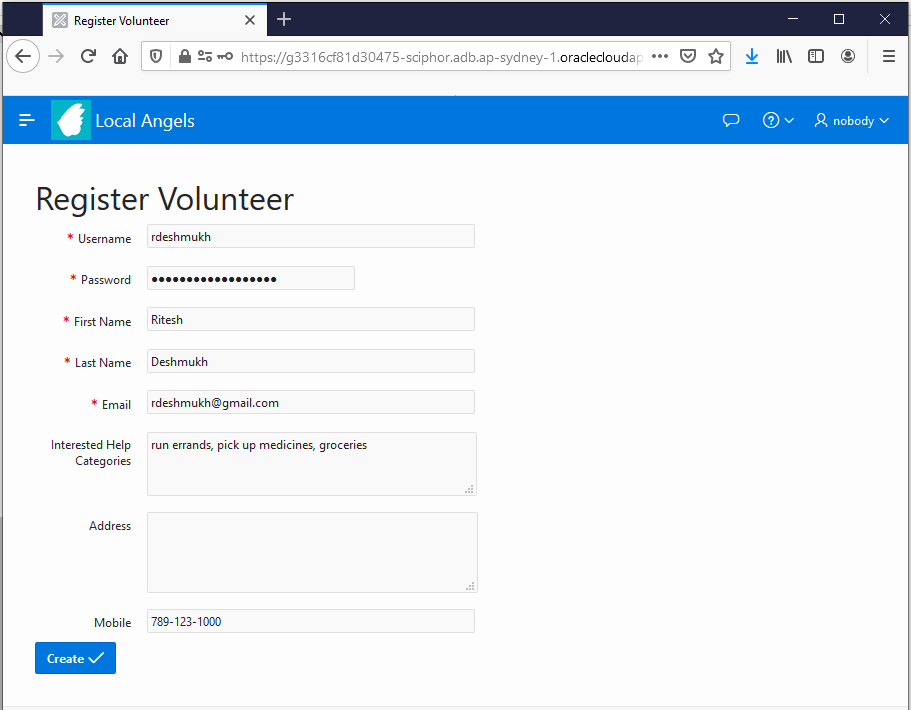 Register Volunteer
https://g3316cf81d30475-sciphor.adb.ap-sydney-1.oraclecloudap
Local Angels
nobody
Register Volunteer
* Username rdeshmukh
* Password ••••••••••••••••••
* First Name Ritesh
* Last Name Deshmukh
* Email rdeshmukh@gmail.com
Interested Help run errands, pick up medicines, groceries
Categories
Address
Mobile 789-123-1000
Create